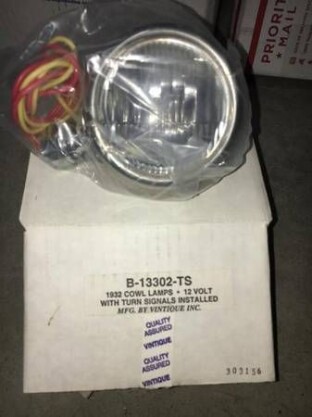 PRIORITY
★ MAIL ★
B-13302-TS
1932 COWL LAMPS • 12 VOLT
WITH TURN SIGNALS INSTALLED
MFG. BY VINTIQUE INC.
QUALITY
ASSURED
VINTIQUE
QUALITY
ASSURED
VINTIQUE
303156